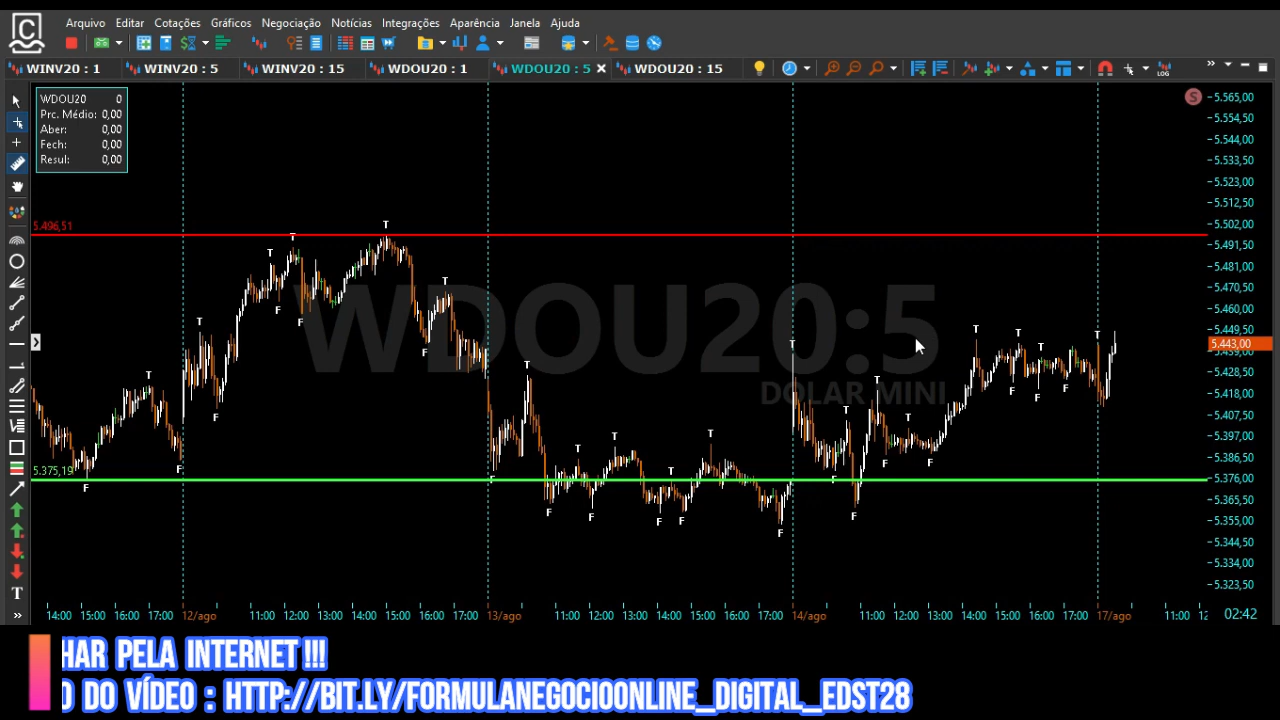 Arquivo Editar Cotações Gráficos Negociação Notícias Integrações Aparência Janela Ajuda
LOG
WINV20 : 1 WINV20 : 5 WINV20 : 15 WDOU20 : 1 WDOU20 : 5 WDOU20 : 15
WDOU20 0
Prc. Médio: 0,00
Aber: 0,00
Fech: 0,00
Resul: 0,00
S
5.565,00
5.554,50
5.544,00
5.533,50
5.523,00
5.512,50
5.502,00
5.491,50
5.481,00
5.470,50
5.460,00
5.449,50
5.443,00
5.439,00
5.428,50
5.418,00
5.407,50
5.397,00
5.386,50
5.376,00
5.365,50
5.355,00
5.344,50
5.334,00
5.323,50
5.496,51
5.375,19
WDOU20:5
DOLAR MINI
14:00 15:00 16:00 17:00 12/ago 11:00 12:00 13:00 14:00 15:00 16:00 17:00 13/ago 11:00 12:00 13:00 14:00 15:00 16:00 17:00 14/ago 11:00 12:00 13:00 14:00 15:00 16:00 17:00 17/ago 11:00 02:42
HAR PELA INTERNET !!!
O DO VÍDEO : HTTP://BIT.LY/FORMULANEGOCIOONLINE_DIGITAL_EDST28